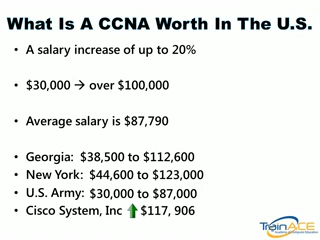 What Is A CCNA Worth In The U.S.
• A salary increase of up to 20%
• $30,000 → over $100,000
• Average salary is $87,790
• Georgia: $38,500 to $112,600
• New York: $44,600 to $123,000
• U.S. Army: $30,000 to $87,000
• Cisco System, Inc $117, 906
TrainACE